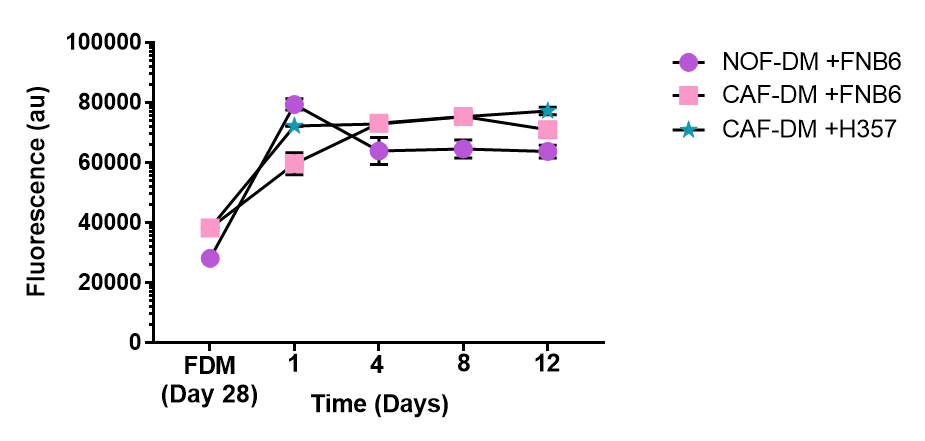 100000
80000
60000
40000
20000
0
Fluorescence (au)
FDM
(Day 28)
1
4
8
12
Time (Days)
NOF-DM +FNB6
CAF-DM +FNB6
CAF-DM +H357